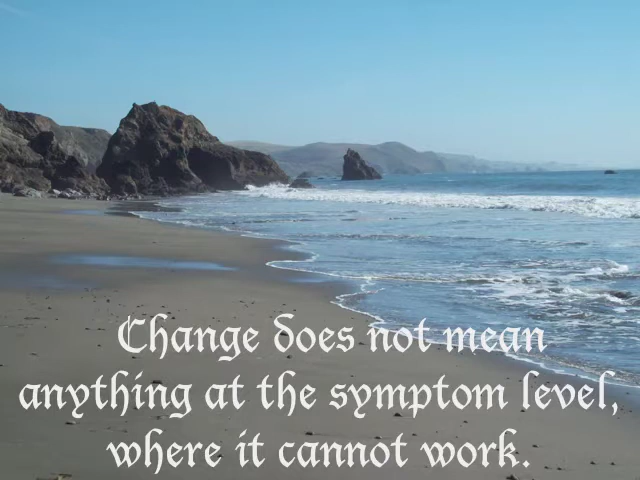 Change does not mean
anything at the symptom level,
where it cannot work.